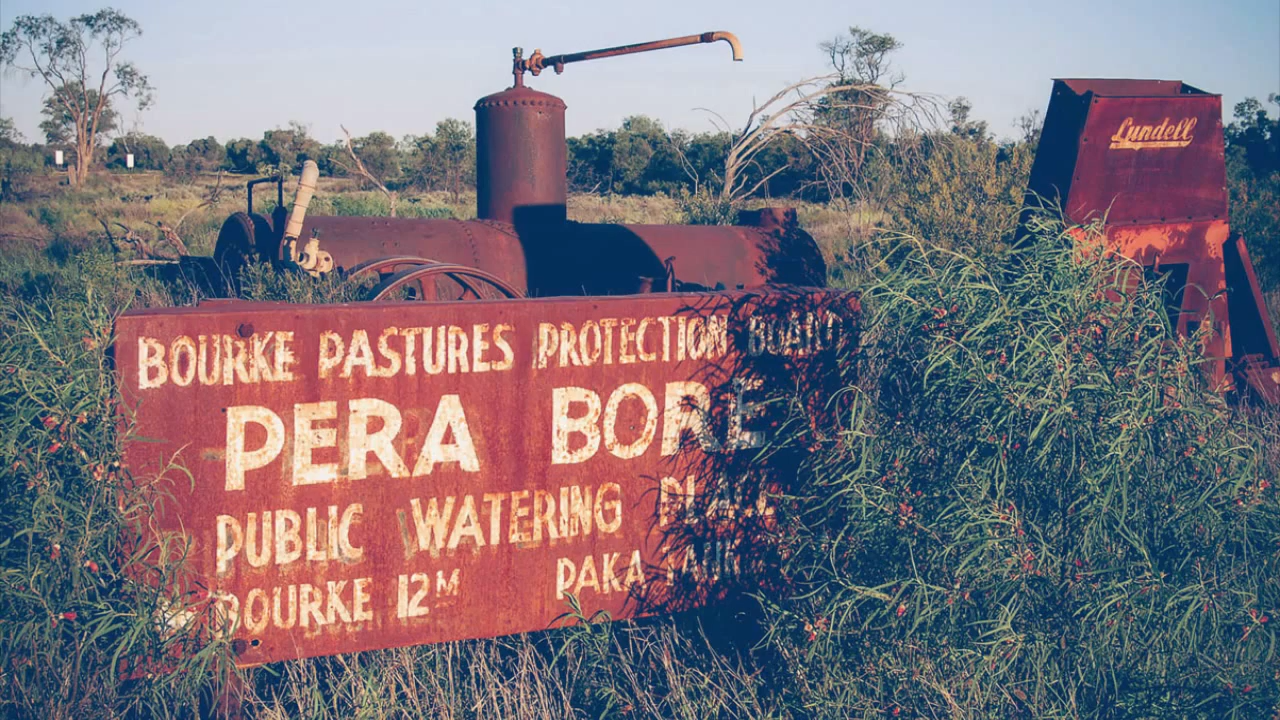 Lundell
BOURKE PASTURES PROTECTION BOARD
PERA BORE
PUBLIC WATERING PLACE
BOURKE 12M
PAKA TANK